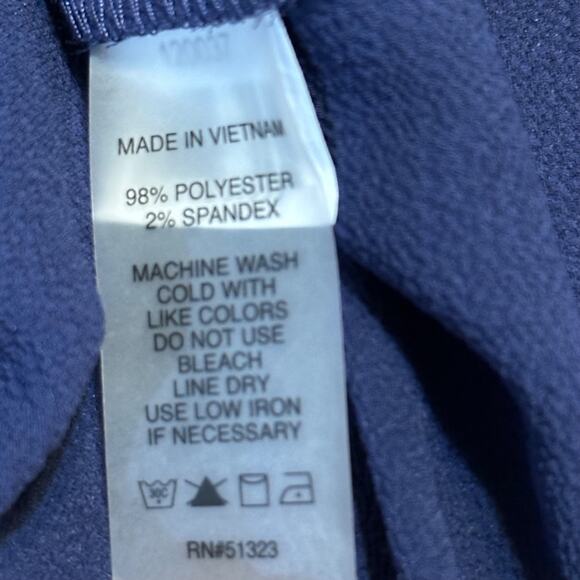 MADE IN VIETNAM
98% POLYESTER
2% SPANDEX
MACHINE WASH
COLD WITH
LIKE COLORS
DO NOT USE
BLEACH
LINE DRY
USE LOW IRON
IF NECESSARY
30C
RN#51323